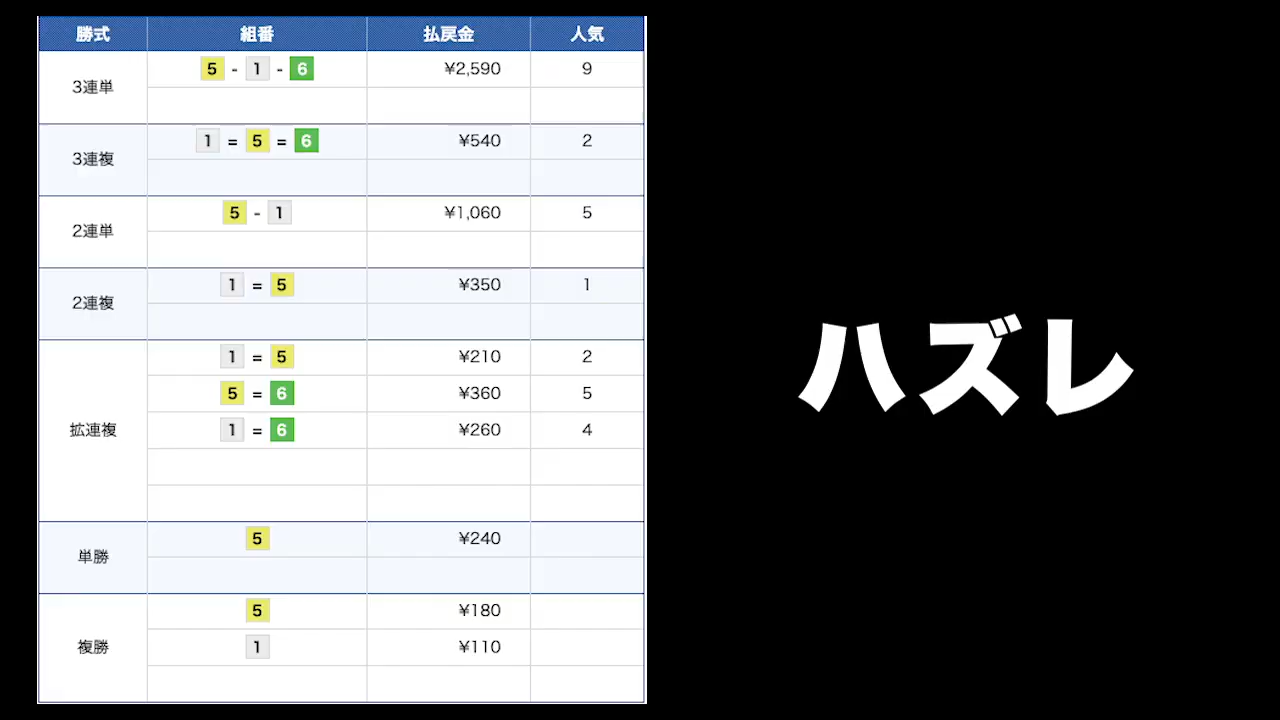 勝式 組番 払戻金 人気
3連単 5 - 1 - 6 ¥2,590 9
3連複 1 = 5 = 6 ¥540 2
2連単 5 - 1 ¥1,060 5
2連複 1 = 5 ¥350 1
拡連複 1 = 5 ¥210 2
5 = 6 ¥360 5
1 = 6 ¥260 4
単勝 5 ¥240
複勝 5 ¥180
1 ¥110
ハズレ